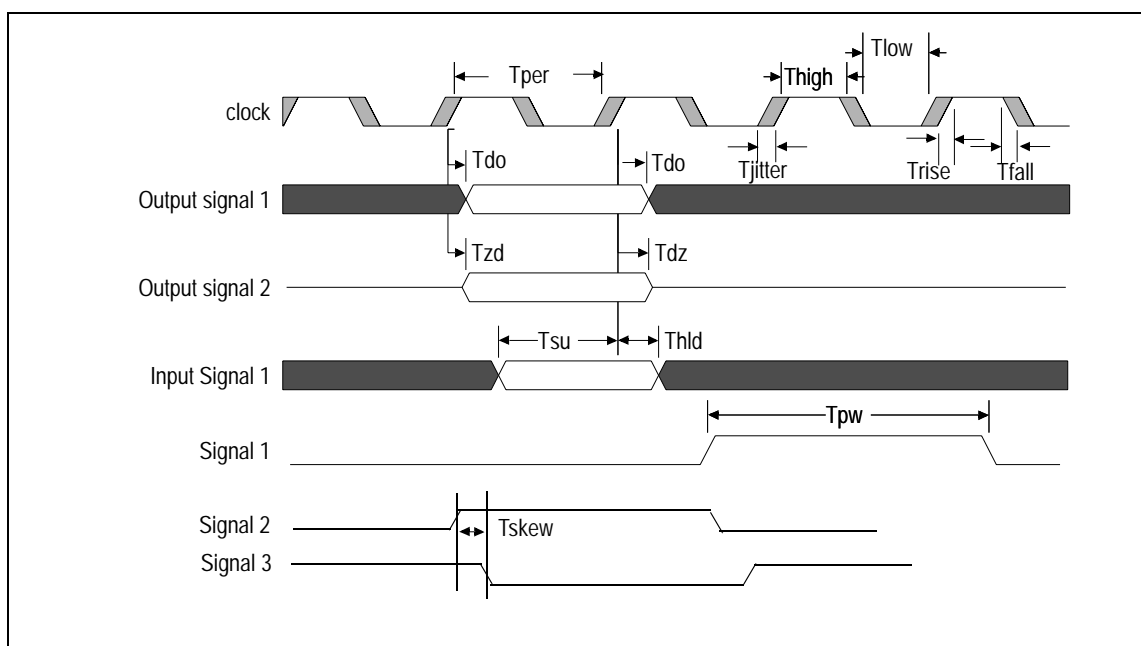 Tlow
Tper
Thigh
clock
Tdo
Tdo
Tjitter
Trise
Tfall
Output signal 1
Tzd
Tdz
Output signal 2
Tsu
Thld
Input Signal 1
Tpw
Signal 1
Signal 2
Tskew
Signal 3